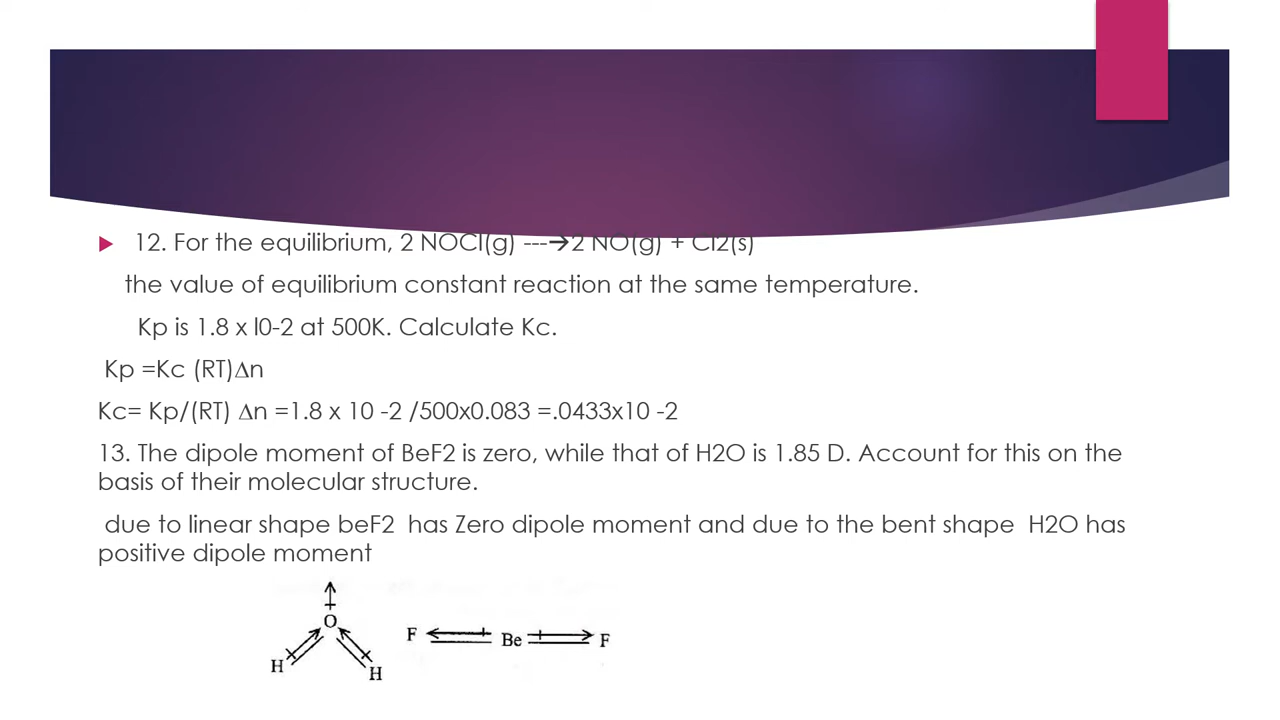 12. For the equilibrium, 2 NOCl(g) ---→2 NO(g) + Cl2(s)
the value of equilibrium constant reaction at the same temperature.
Kp is 1.8 x l0-2 at 500K. Calculate Kc.
Kp =Kc (RT)∆n
Kc= Kp/(RT) ∆n =1.8 x 10 -2 /500x0.083 =.0433x10 -2
13. The dipole moment of BeF2 is zero, while that of H2O is 1.85 D. Account for this on the
basis of their molecular structure.
due to linear shape beF2 has Zero dipole moment and due to the bent shape H2O has
positive dipole moment
O
F Be F
H H